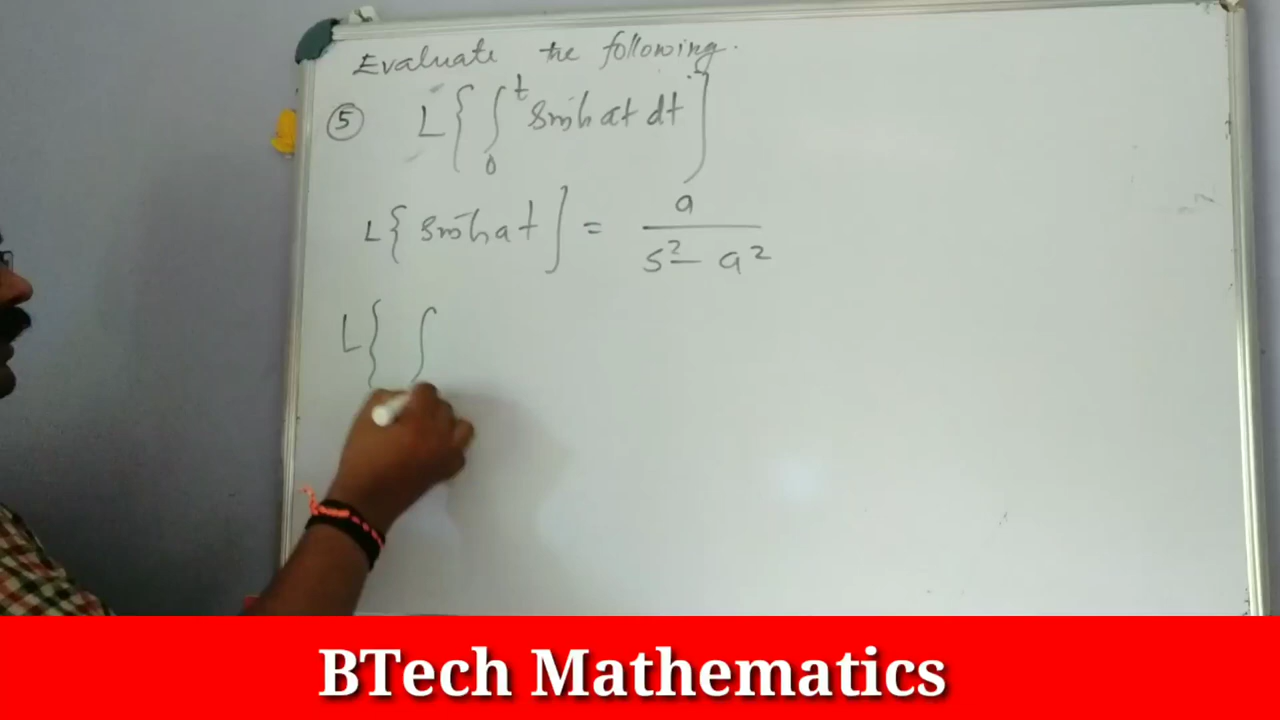 Evaluate the following.
⑤ L{ ∫₀ᵗ sinh at dt }
L{ sinh at } = a / (s² - a²)
L{ ∫
BTech Mathematics